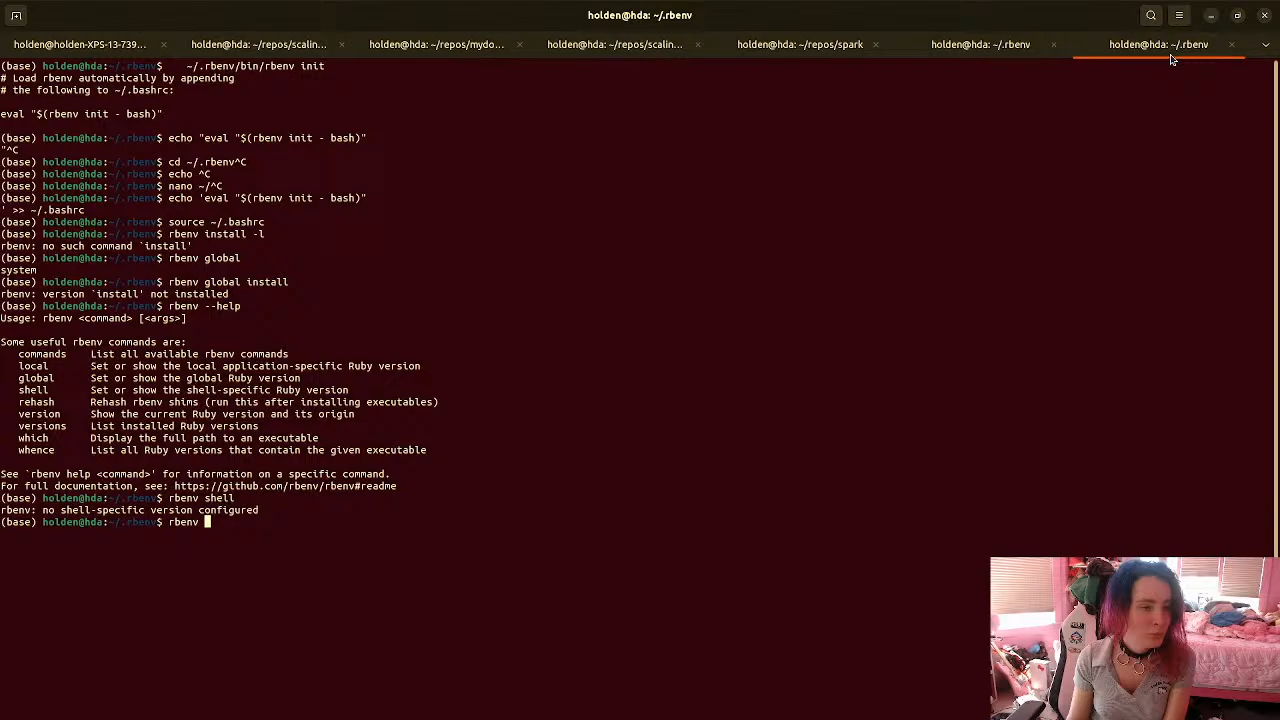 holden@hda: ~/.rbenv
holden@holden-XPS-13-739...
holden@hda: ~/repos/scalin...
holden@hda: ~/repos/mydo...
holden@hda: ~/repos/scalin...
holden@hda: ~/repos/spark
holden@hda: ~/.rbenv
holden@hda: ~/.rbenv
(base) holden@hda:~/.rbenv$   ~/.rbenv/bin/rbenv init
# Load rbenv automatically by appending
# the following to ~/.bashrc:
eval "$(rbenv init - bash)"
(base) holden@hda:~/.rbenv$ echo "eval "$(rbenv init - bash)"
"^C
(base) holden@hda:~/.rbenv$ cd ~/.rbenv^C
(base) holden@hda:~/.rbenv$ echo ^C
(base) holden@hda:~/.rbenv$ nano ~/^C
(base) holden@hda:~/.rbenv$ echo 'eval "$(rbenv init - bash)"
' >> ~/.bashrc
(base) holden@hda:~/.rbenv$ source ~/.bashrc
(base) holden@hda:~/.rbenv$ rbenv install -l
rbenv: no such command `install'
(base) holden@hda:~/.rbenv$ rbenv global
system
(base) holden@hda:~/.rbenv$ rbenv global install
rbenv: version `install' not installed
(base) holden@hda:~/.rbenv$ rbenv --help
Usage: rbenv <command> [<args>]
Some useful rbenv commands are:
commands    List all available rbenv commands
local       Set or show the local application-specific Ruby version
global      Set or show the global Ruby version
shell       Set or show the shell-specific Ruby version
rehash      Rehash rbenv shims (run this after installing executables)
version     Show the current Ruby version and its origin
versions    List installed Ruby versions
which       Display the full path to an executable
whence      List all Ruby versions that contain the given executable
See `rbenv help <command>' for information on a specific command.
For full documentation, see: https://github.com/rbenv/rbenv#readme
(base) holden@hda:~/.rbenv$ rbenv shell
rbenv: no shell-specific version configured
(base) holden@hda:~/.rbenv$ rbenv